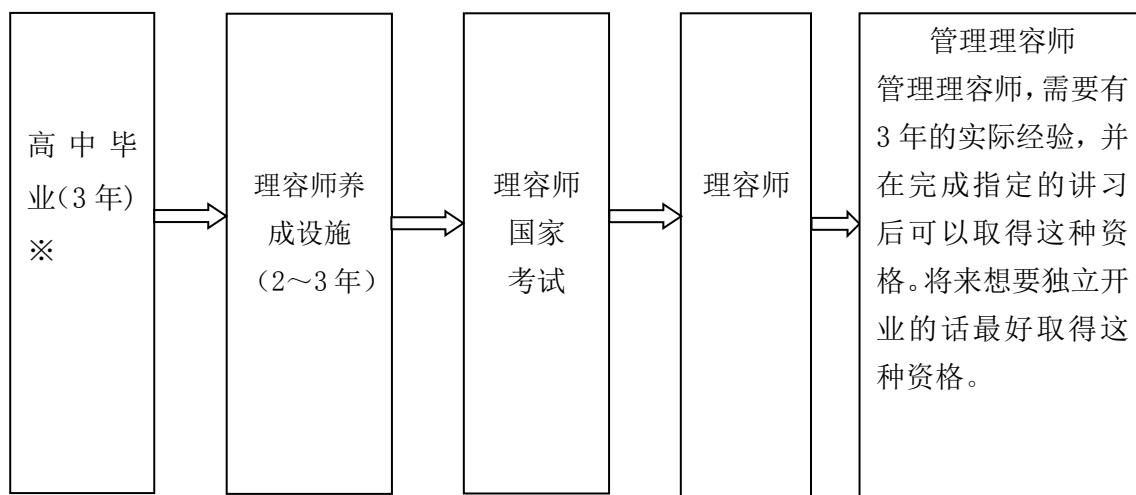 高中毕
业(3年)
※
理容师养
成设施
（2～3年）
理容师
国家
考试
理容师
管理理容师
管理理容师，需要有
3年的实际经验，并
在完成指定的讲习
后可以取得这种资
格。将来想要独立开
业的话最好取得这
种资格。